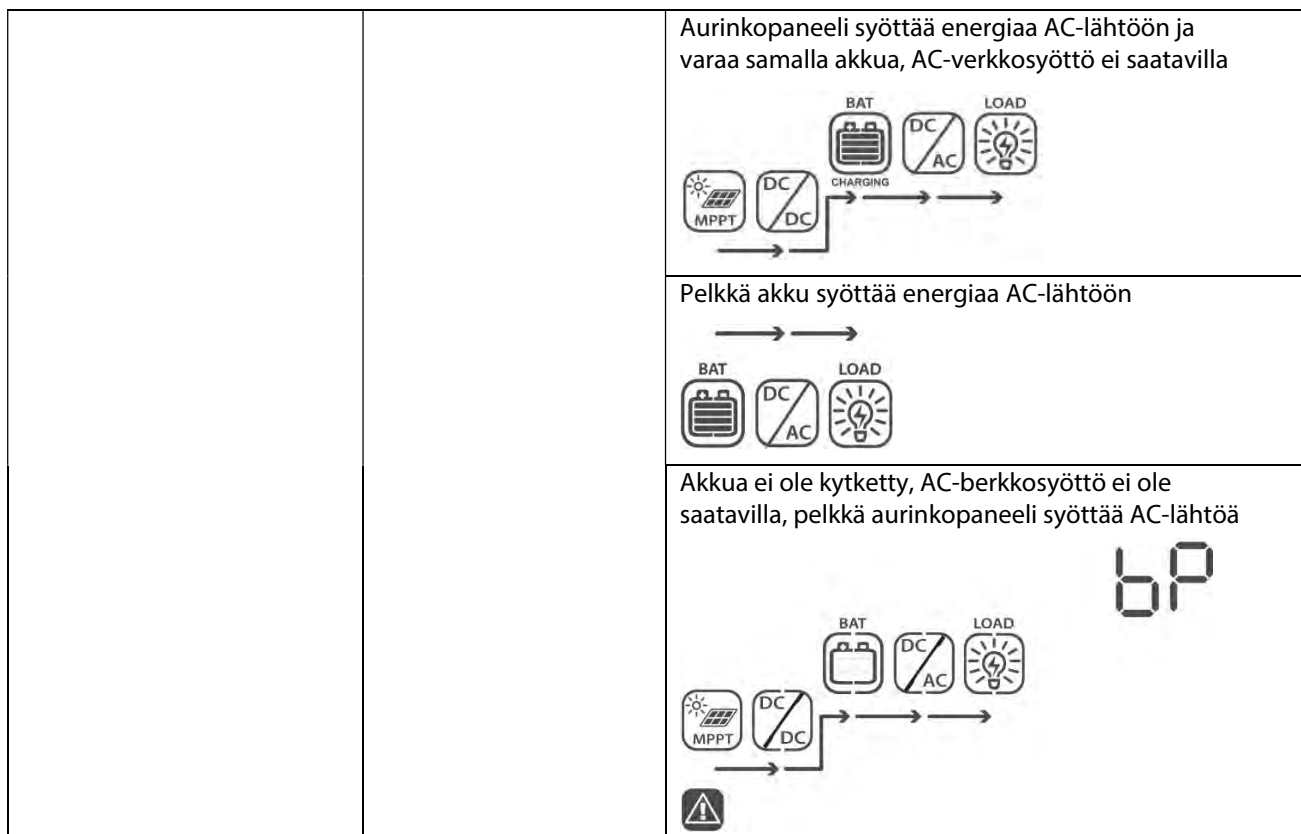 Aurinkopaneeli syöttää energiaa AC-lähtöön ja
varaa samalla akkua, AC-verkkosyöttö ei saatavilla
BAT LOAD
DC AC
CHARGING
MPPT DC DC
Pelkkä akku syöttää energiaa AC-lähtöön
BAT LOAD
DC AC
Akkua ei ole kytketty, AC-berkkosyöttö ei ole
saatavilla, pelkkä aurinkopaneeli syöttää AC-lähtöä
bP
BAT LOAD
DC AC
MPPT DC DC